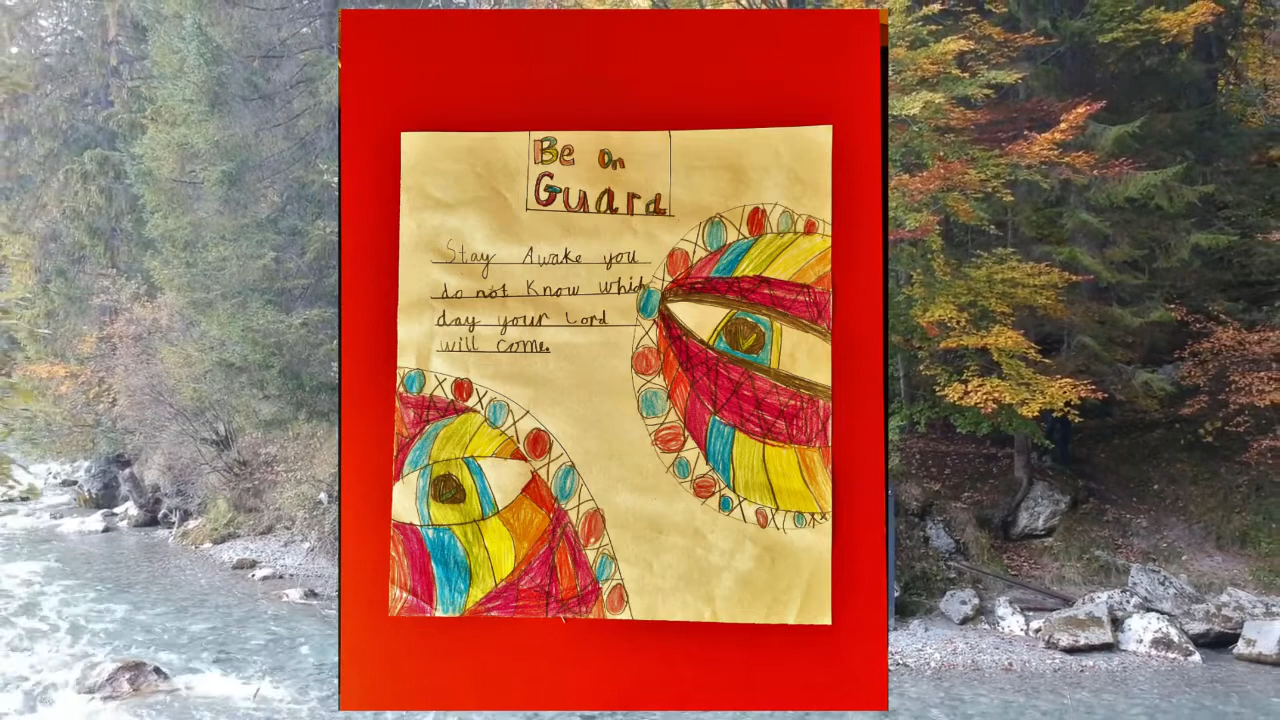 Be on
Guard
Stay Awake you
do not Know which
day your Lord
will come.